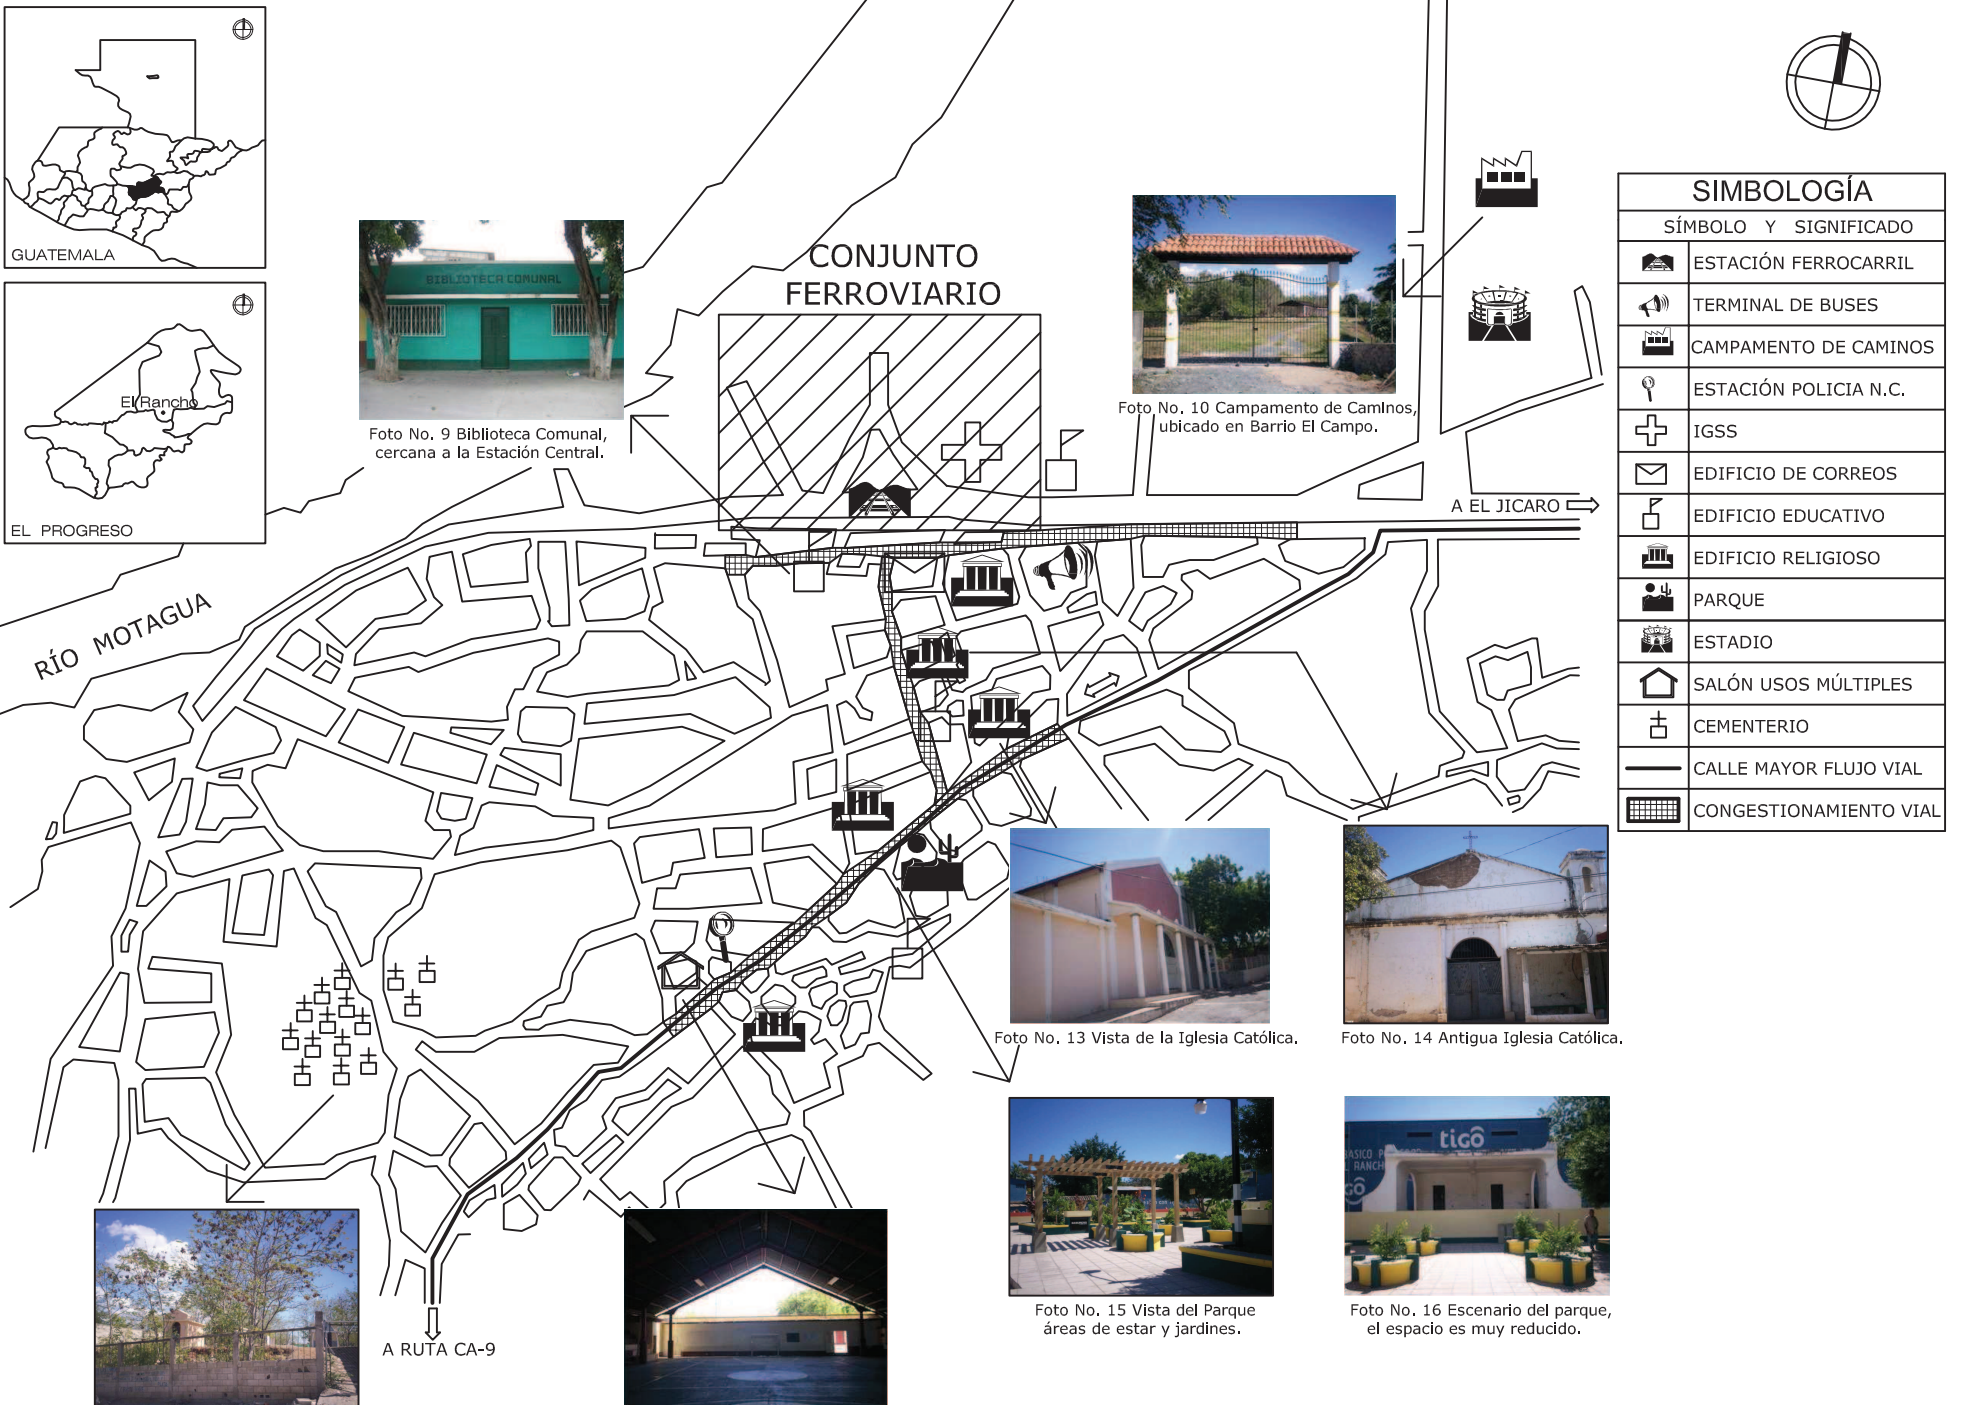 GUATEMALA
El Rancho
EL PROGRESO
RÍO MOTAGUA
BIBLIOTECA COMUNAL
Foto No. 9 Biblioteca Comunal,
cercana a la Estación Central.
CONJUNTO
FERROVIARIO
Foto No. 10 Campamento de Caminos,
ubicado en Barrio El Campo.
A EL JICARO
SIMBOLOGÍA
SÍMBOLO Y SIGNIFICADO
ESTACIÓN FERROCARRIL
TERMINAL DE BUSES
CAMPAMENTO DE CAMINOS
ESTACIÓN POLICIA N.C.
IGSS
EDIFICIO DE CORREOS
EDIFICIO EDUCATIVO
EDIFICIO RELIGIOSO
PARQUE
ESTADIO
SALÓN USOS MÚLTIPLES
CEMENTERIO
CALLE MAYOR FLUJO VIAL
CONGESTIONAMIENTO VIAL
Foto No. 13 Vista de la Iglesia Católica.
Foto No. 14 Antigua Iglesia Católica.
tigo
Foto No. 15 Vista del Parque
áreas de estar y jardines.
Foto No. 16 Escenario del parque,
el espacio es muy reducido.
A RUTA CA-9